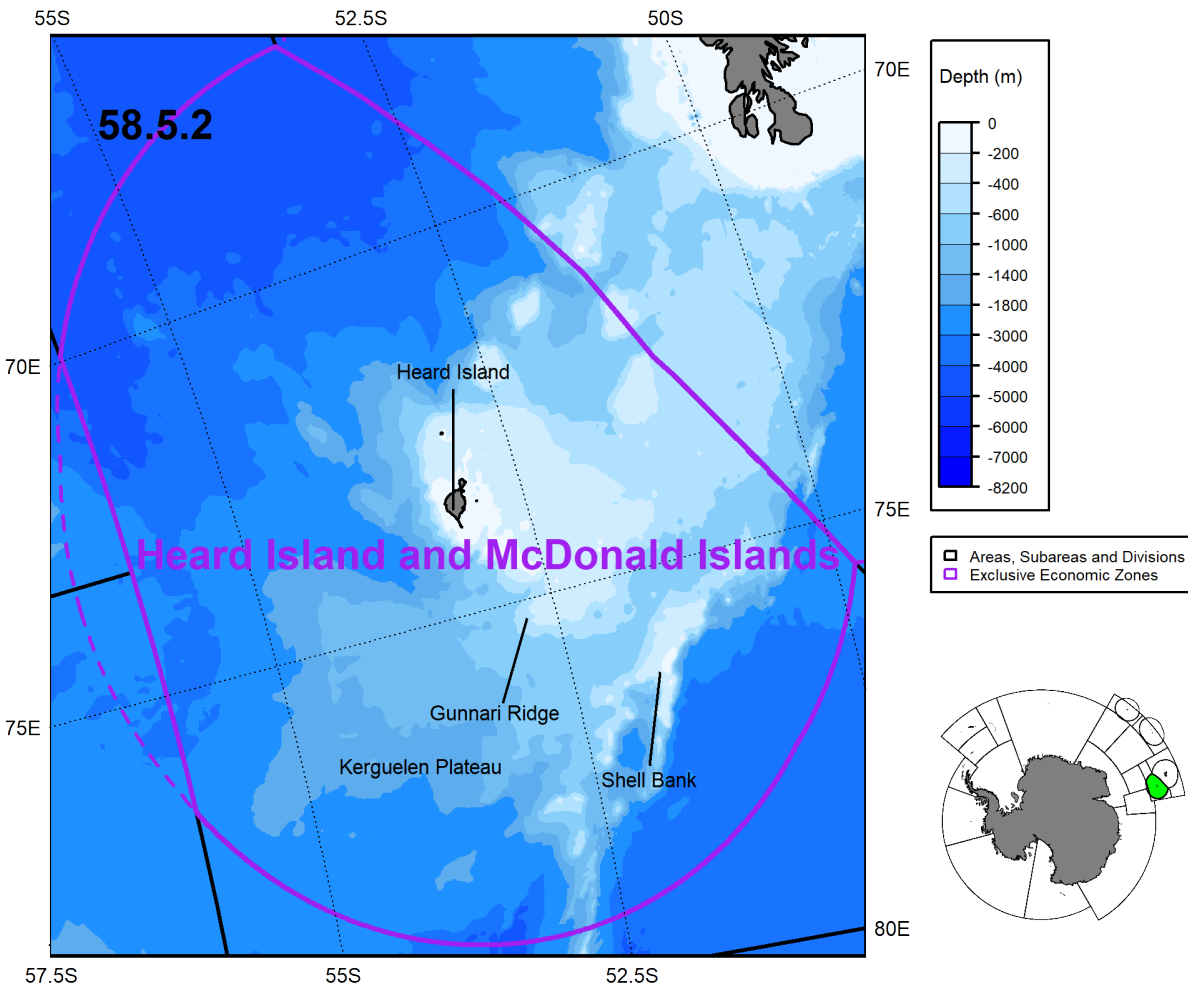 55S
52.5S
50S
58.5.2
70E
Depth (m)
0
-200
-400
-600
-1000
-1400
-1800
-3000
-4000
-5000
-6000
-7000
-8200
70E
Heard Island
75E
Heard Island and McDonald Islands
Areas, Subareas and Divisions
Exclusive Economic Zones
Gunnari Ridge
75E
Kerguelen Plateau
Shell Bank
80E
57.5S
55S
52.5S